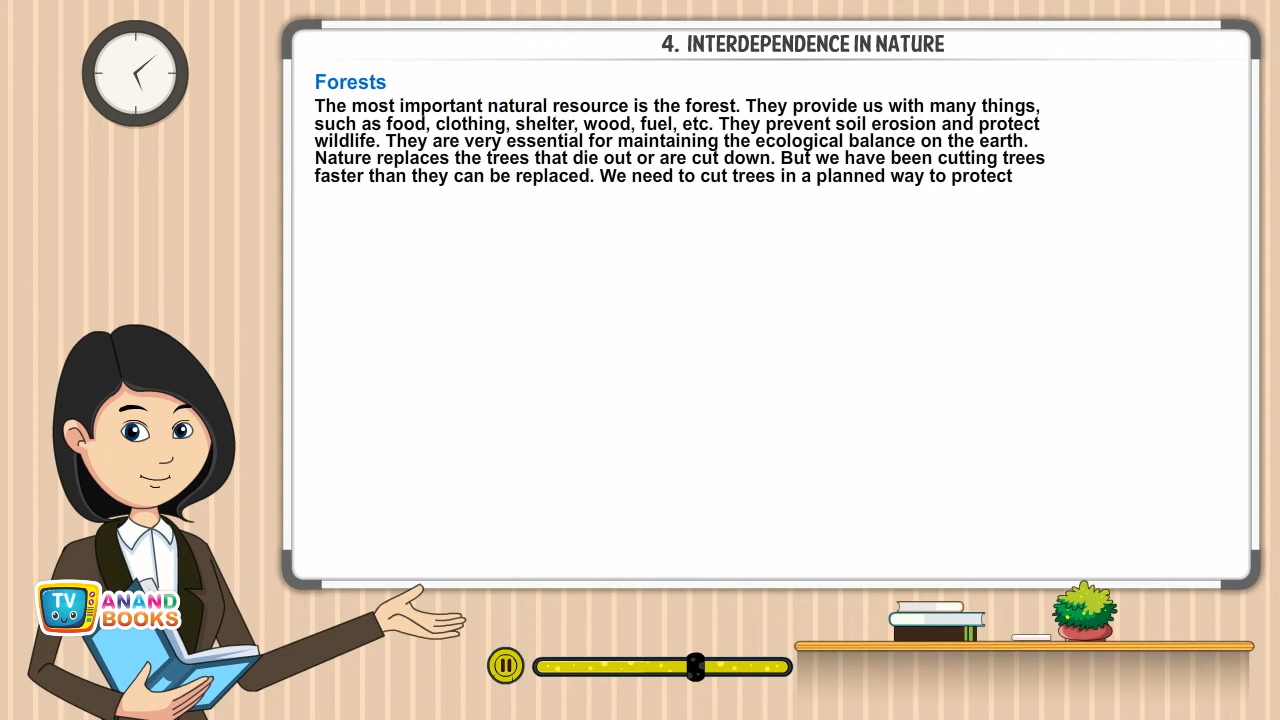 4. INTERDEPENDENCE IN NATURE
Forests
The most important natural resource is the forest. They provide us with many things,
such as food, clothing, shelter, wood, fuel, etc. They prevent soil erosion and protect
wildlife. They are very essential for maintaining the ecological balance on the earth.
Nature replaces the trees that die out or are cut down. But we have been cutting trees
faster than they can be replaced. We need to cut trees in a planned way to protect
TV
ANAND
BOOKS